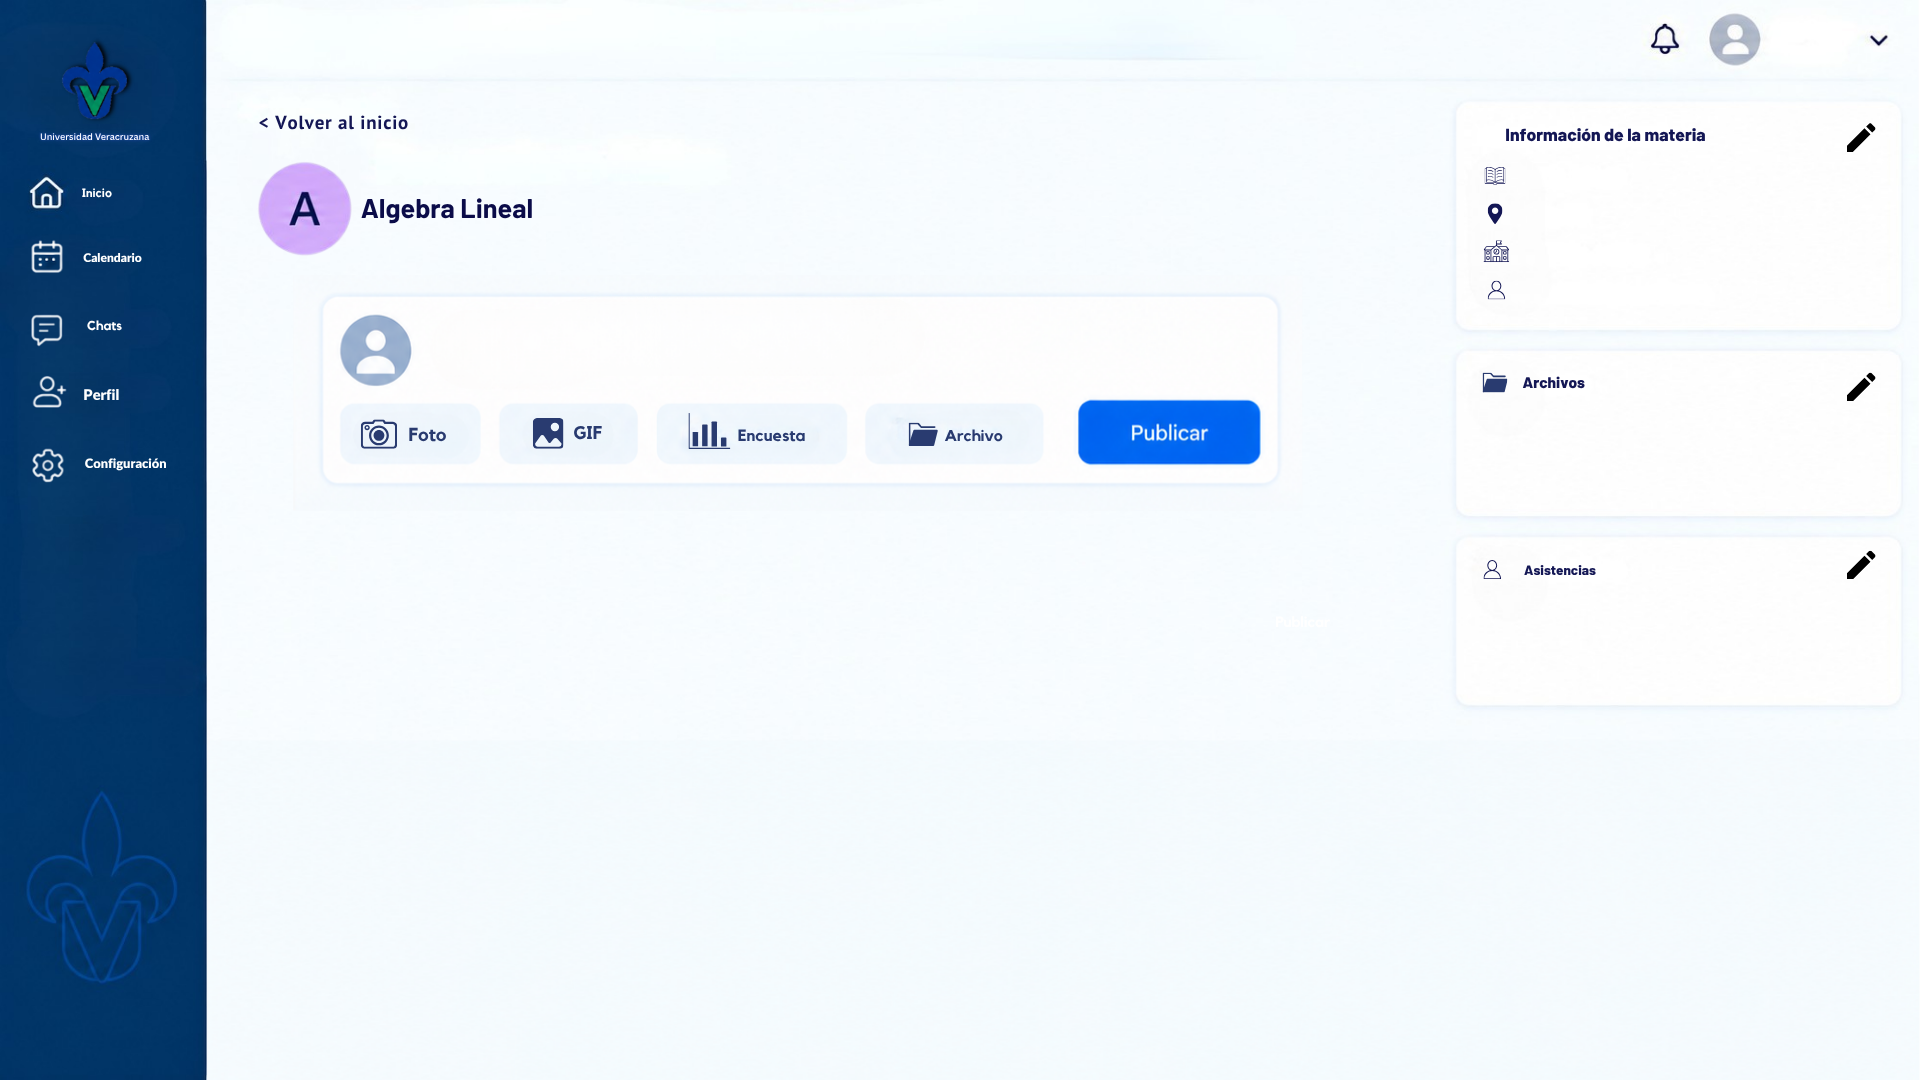 Universidad Veracruzana
Inicio
Calendario
Chats
Perfil
Configuración
< Volver al inicio
A
Algebra Lineal
Foto
GIF
Encuesta
Archivo
Publicar
Información de la materia
Archivos
Asistencias